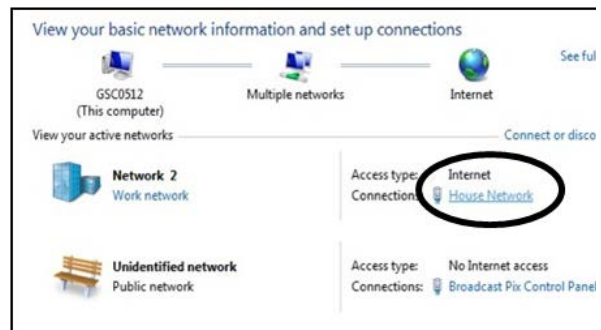 View your basic network information and set up connections
See ful
GSC0512
(This computer)
Multiple networks
Internet
View your active networks
Connect or disco
Network 2
Work network
Access type: Internet
Connections: House Network
Unidentified network
Public network
Access type: No Internet access
Connections: Broadcast Pix Control Panel